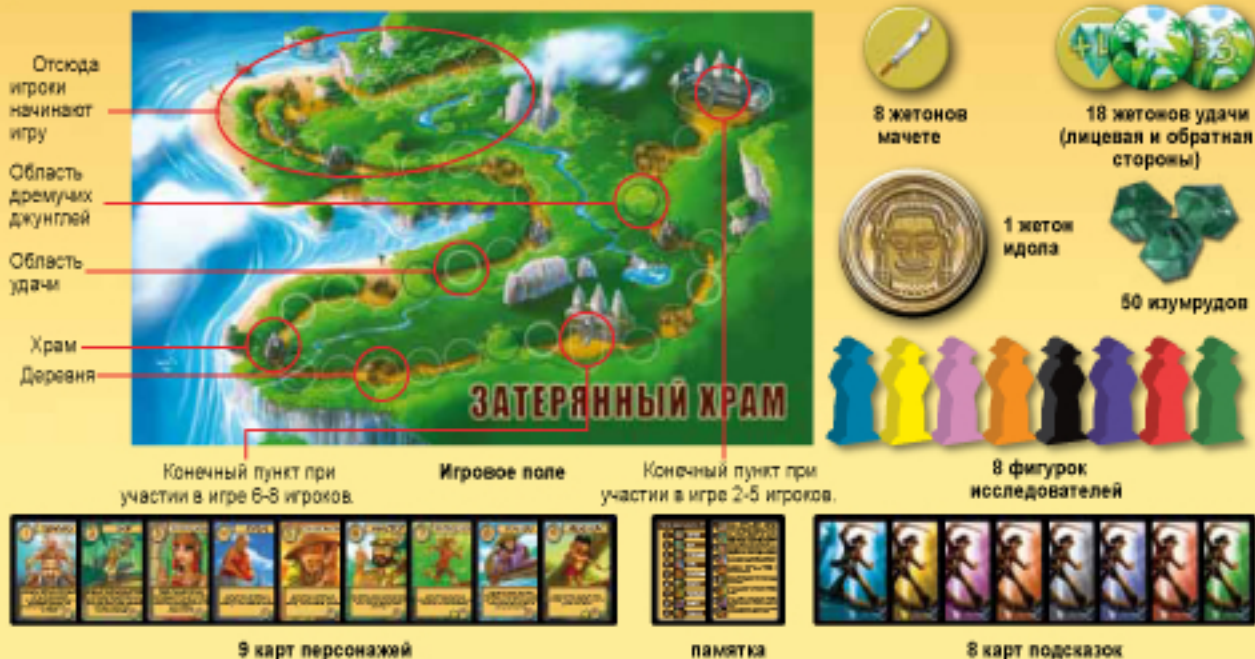 Отсюда
игроки
начинают
игру
Область
дремучих
джунглей
Область
удачи
Храм
Деревня
ЗАТЕРЯННЫЙ ХРАМ
Конечный пункт при
участии в игре 6-8 игроков.
Игровое поле
Конечный пункт при
участии в игре 2-5 игроков.
8 жетонов
мачете
+1
3
18 жетонов удачи
(лицевая и обратная
стороны)
1 жетон
идола
50 изумрудов
8 фигурок
исследователей
9 карт персонажей
памятка
8 карт подсказок